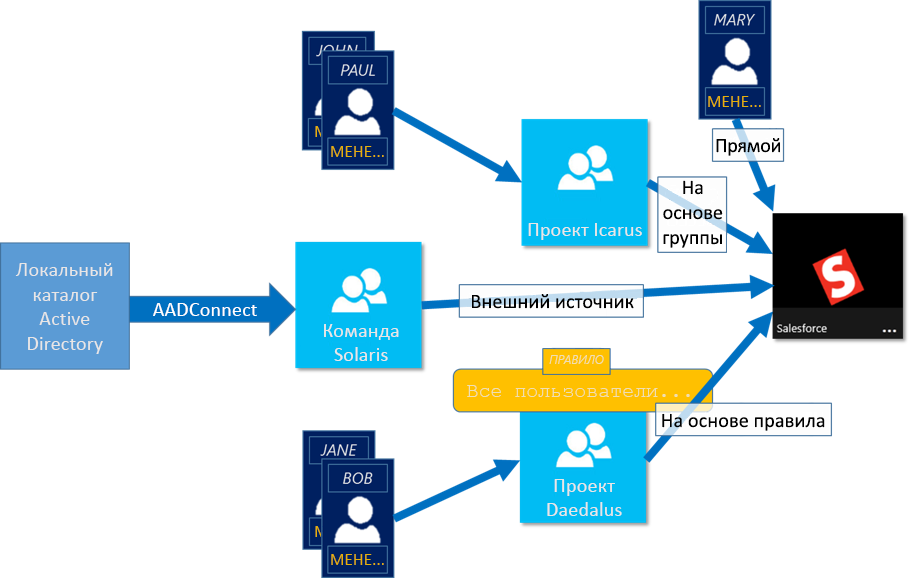 MARY
МЕНЕ...
Прямой
JOHN
PAUL
МЕНЕ...
Проект Icarus
На
основе
группы
Salesforce
...
Локальный
каталог
Active
Directory
AADConnect
Команда
Solaris
Внешний источник
ПРАВИЛО
Все пользователи...
На основе правила
JANE
BOB
МЕНЕ...
Проект
Daedalus